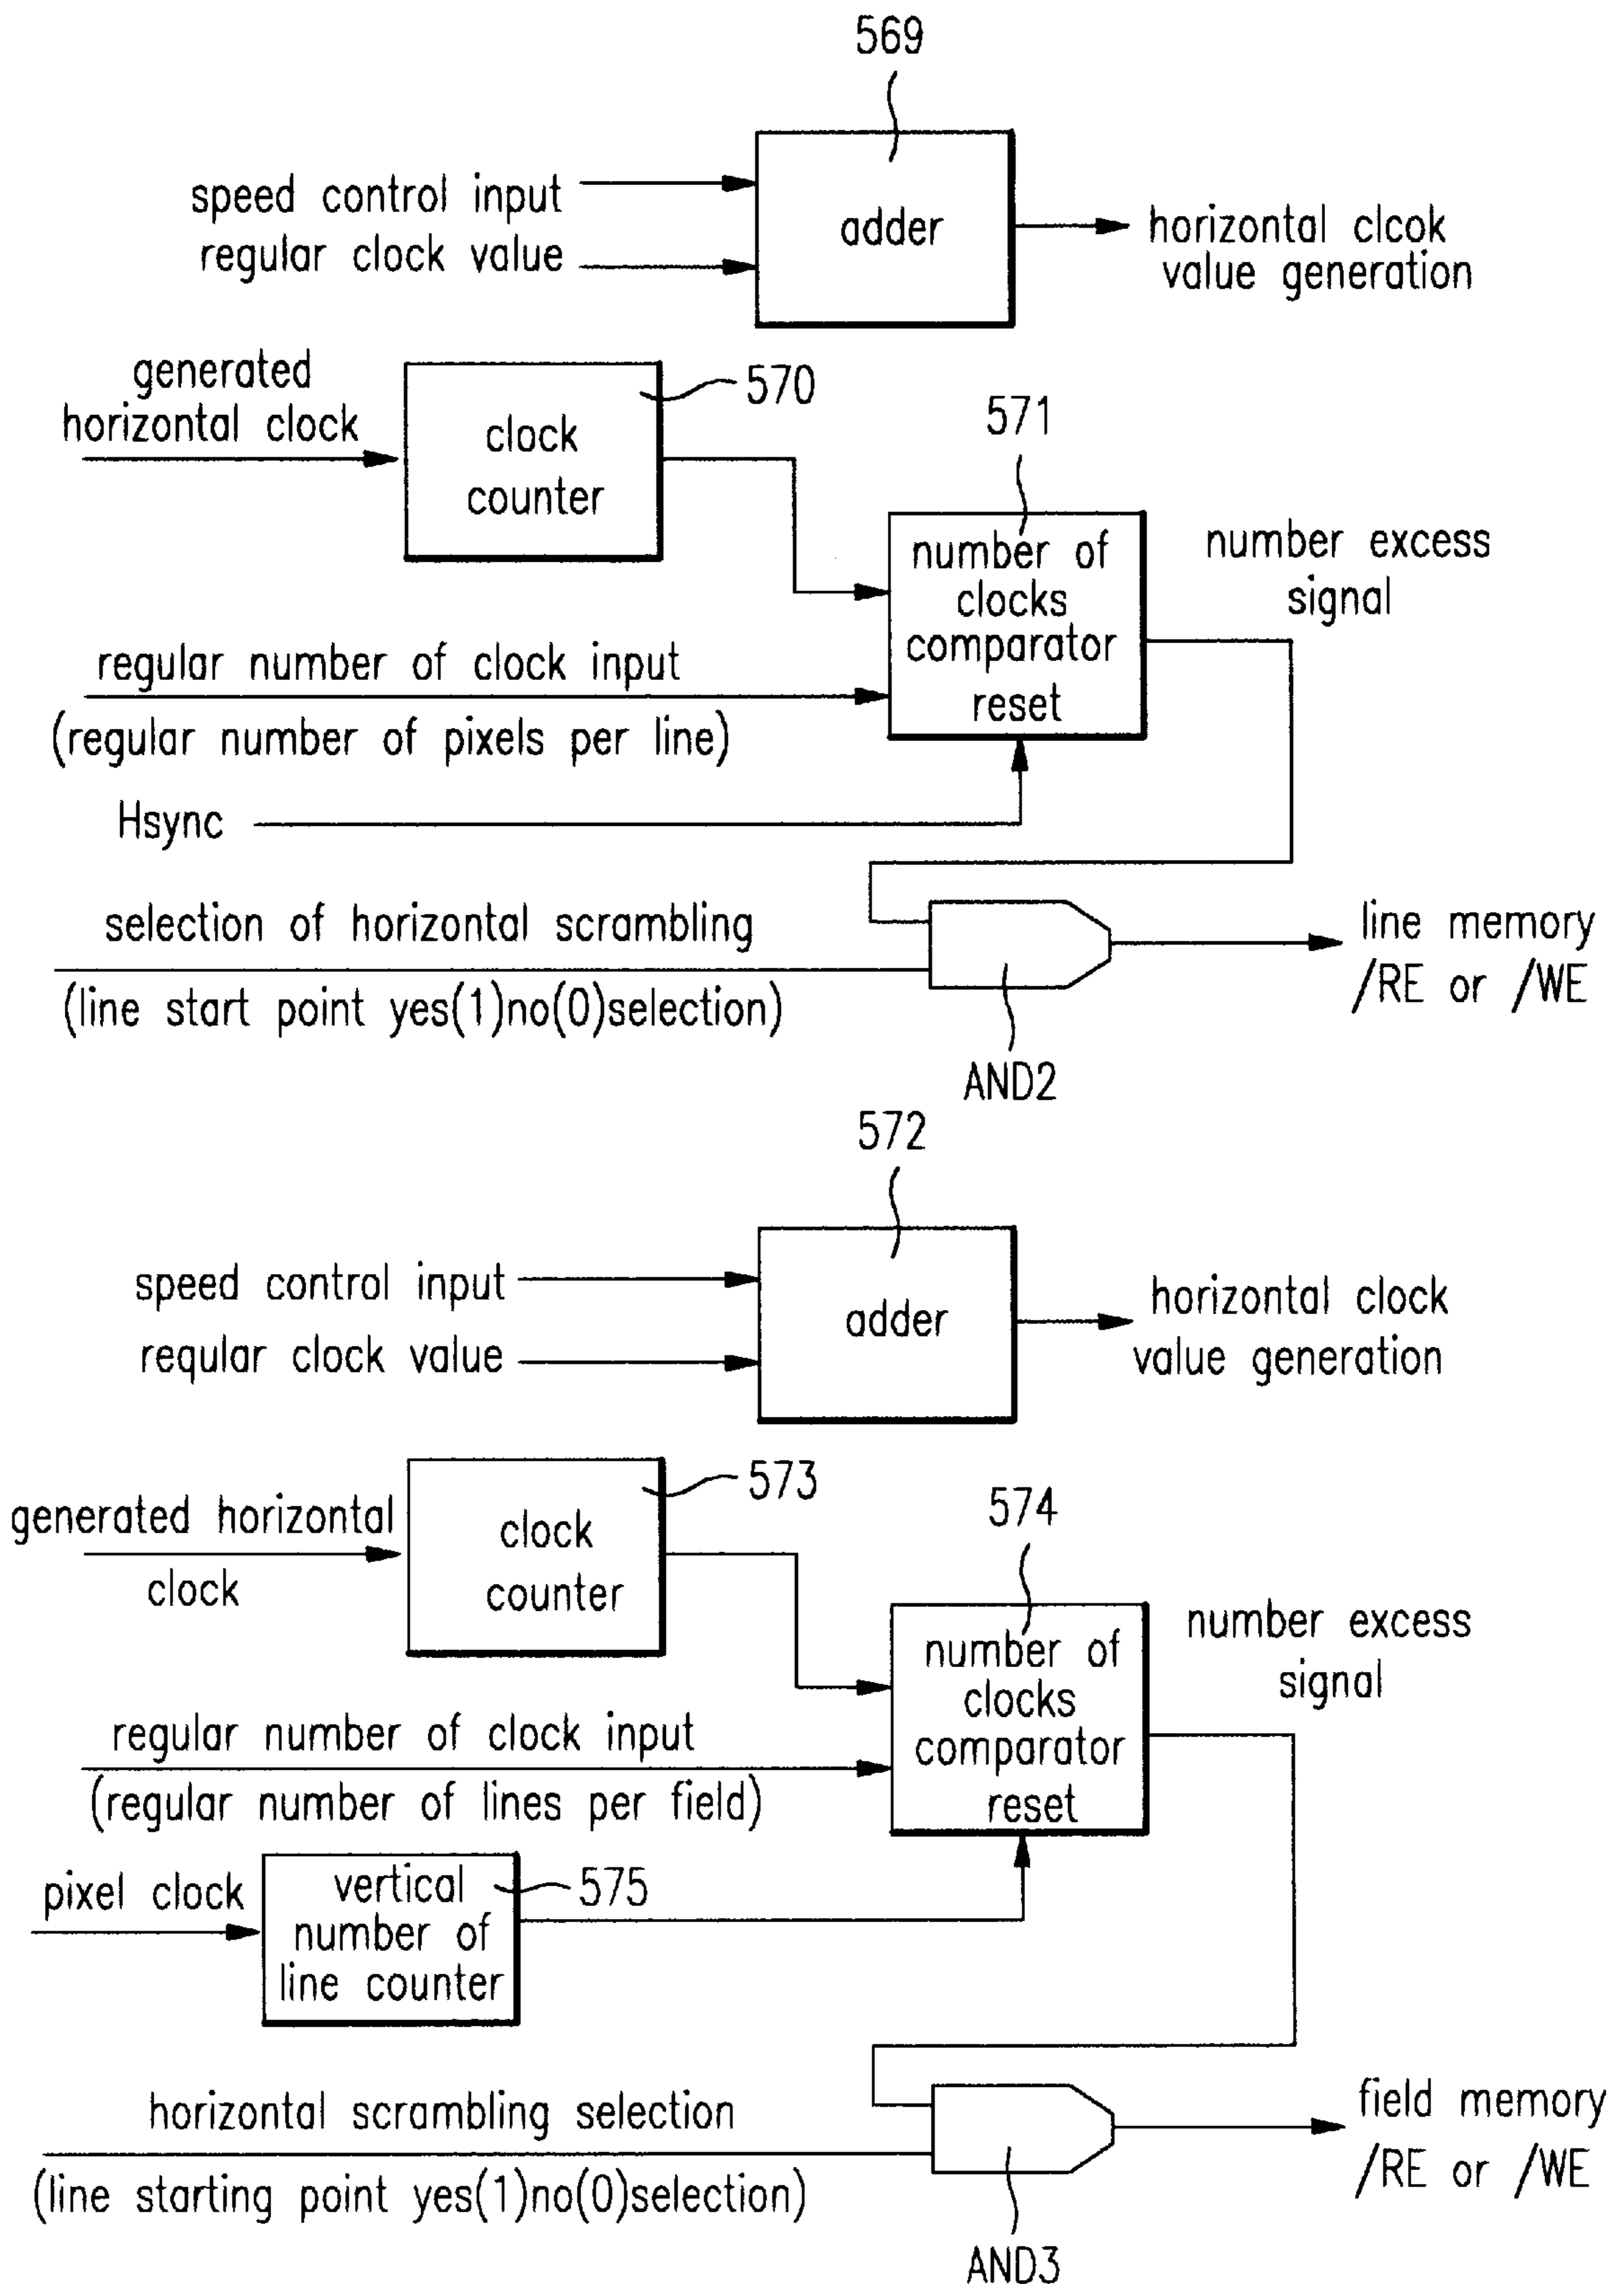 569
speed control input
regular clock value
adder
horizontal clcok
value generation
generated
horizontal clock
clock
counter
570
571
number of
clocks
comparator
reset
number excess
signal
regular number of clock input
(regular number of pixels per line)
Hsync
selection of horizontal scrambling
(line start point yes(1)no(0)selection)
line memory
/RE or /WE
AND2
572
speed control input
reqular clock value
adder
horizontal clock
value generation
generated horizontal
clock
clock
counter
573
574
number of
clocks
comparator
reset
number excess
signal
regular number of clock input
(regular number of lines per field)
pixel clock
vertical
number of
line counter
575
horizontal scrambling selection
(line starting point yes(1)no(0)selection)
field memory
/RE or /WE
AND3